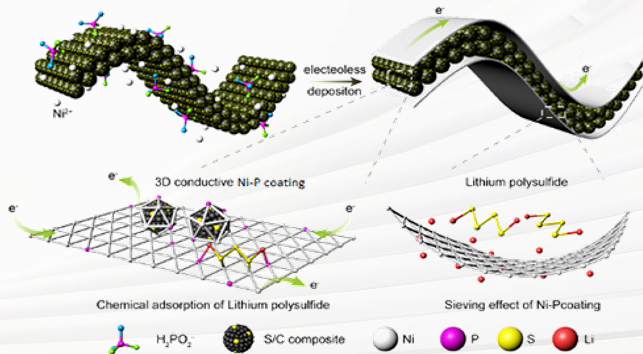 e⁻
Ni²⁺
electeoless
depositon
e⁻
3D conductive Ni-P coating
Lithium polysulfide
e⁻
e⁻
e⁻
e⁻
Chemical adsorption of Lithium polysulfide
Sieving effect of Ni-Pcoating
H₂PO₂⁻
S/C composite
Ni
P
S
Li